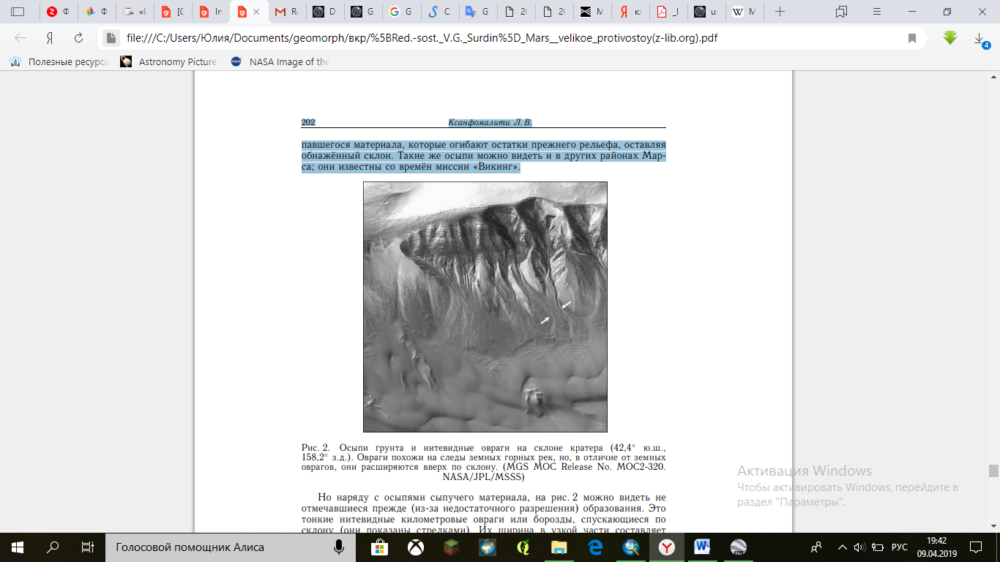 Ф
Ф
«Е
[С
In
R
D
G
G
С.
G
20
20
M
кл
us
M
file:///C:/Users/Юлия/Documents/geomorph/вкр/%5BRed.-sost._V.G._Surdin%5D_Mars__velikoe_protivostoy(z-lib.org).pdf
4
Полезные ресурсы
Astronomy Picture
NASA Image of the
202 Ксанфомалити Л. В.
павшегося материала, которые огибают остатки прежнего рельефа, оставляя
обнажённый склон. Такие же осыпи можно видеть и в других районах Мар-
са; они известны со времён миссии «Викинг».
Рис. 2. Осыпи грунта и нитевидные овраги на склоне кратера (42,4° ю.ш.,
158,2° з.д.). Овраги похожи на следы земных горных рек, но, в отличие от земных
оврагов, они расширяются вверх по склону. (MGS MOC Release No. MOC2-320.
NASA/JPL/MSSS)
Но наряду с осыпями сыпучего материала, на рис. 2 можно видеть не
отмечавшиеся прежде (из-за недостаточного разрешения) образования. Это
тонкие нитевидные километровые овраги или борозды, спускающиеся по
склону (они показаны стрелками). Их ширина в узкой части составляет
Активация Windows
Чтобы активировать Windows, перейдите в
раздел "Параметры".
Голосовой помощник Алиса
РУС
19:42
09.04.2019